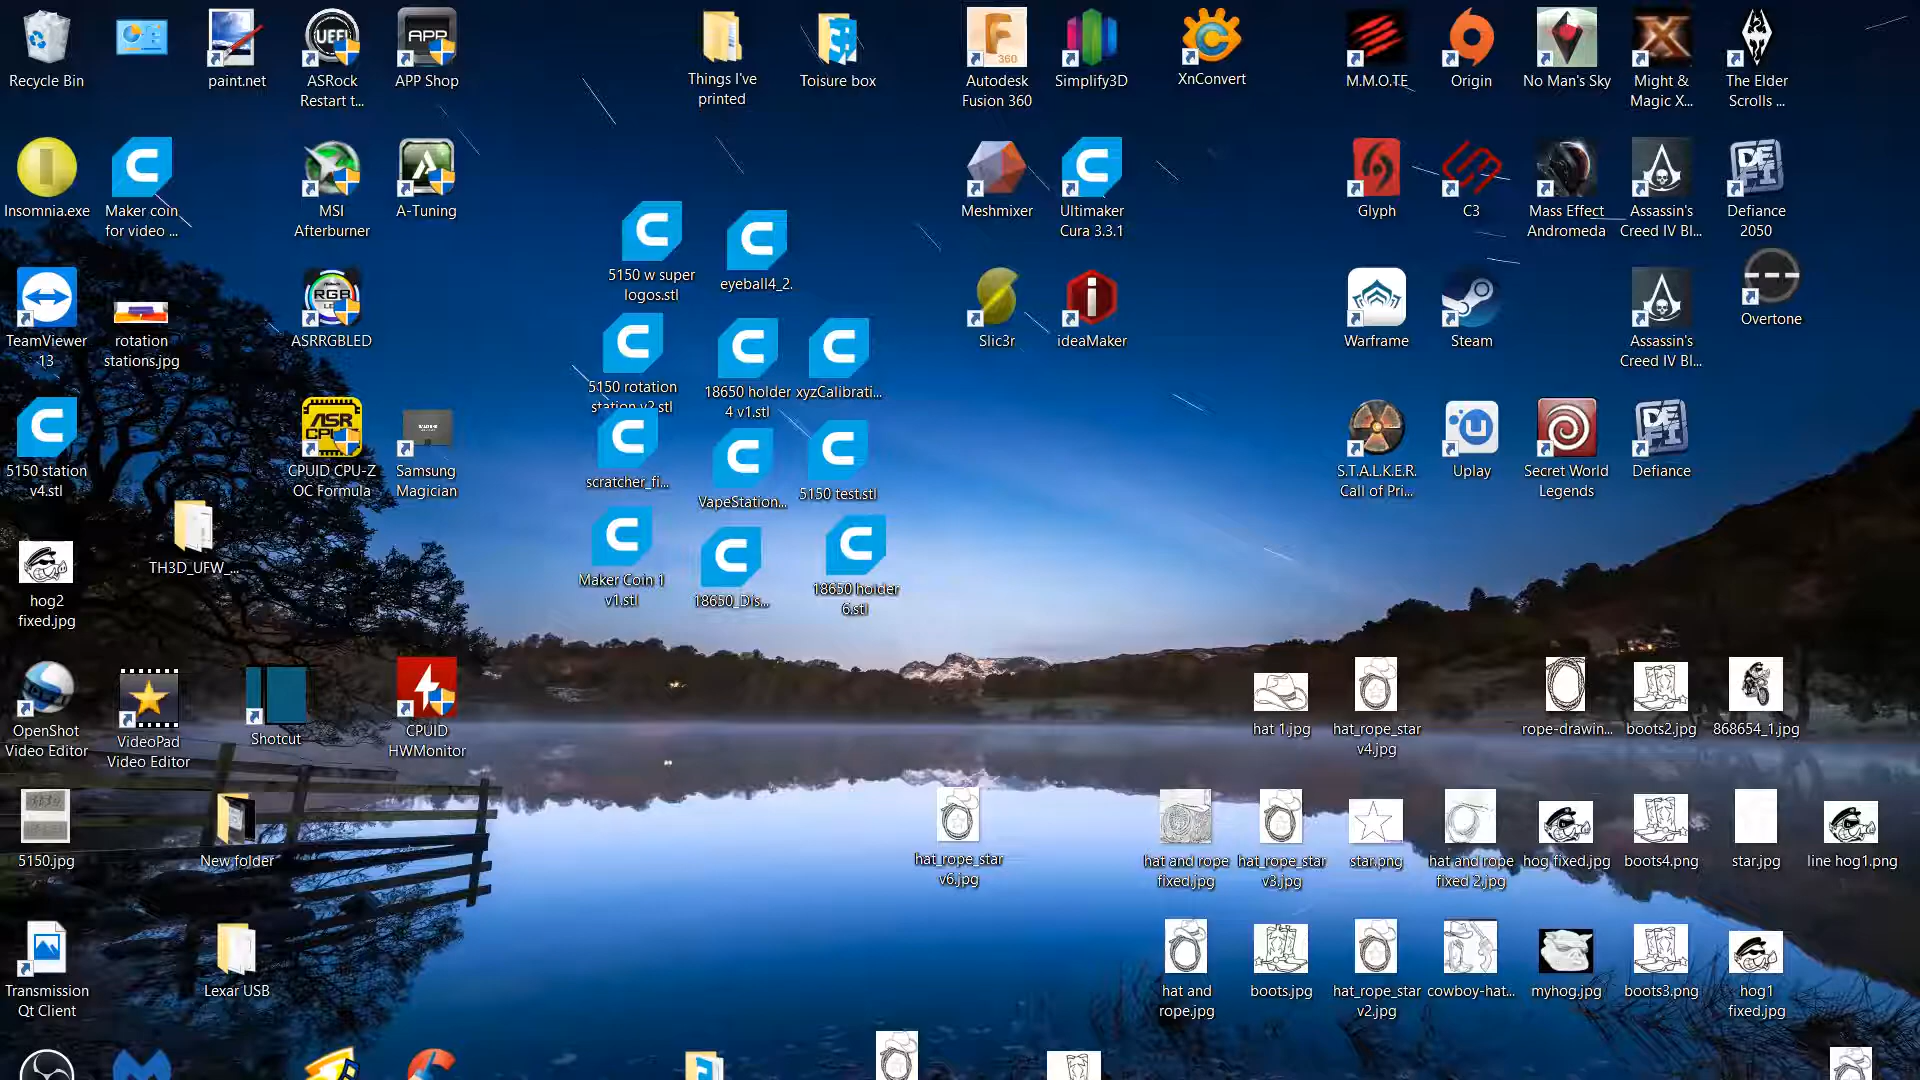 Recycle Bin
paint.net
UEFI
ASRock
Restart t...
APP
APP Shop
Things I've
printed
Toisure box
360
Autodesk
Fusion 360
Simplify3D
XnConvert
M.M.O.T.E
Origin
No Man's Sky
Might &
Magic X...
The Elder
Scrolls ...
Insomnia.exe
Maker coin
for video ...
MSI
Afterburner
A-Tuning
Meshmixer
Ultimaker
Cura 3.3.1
Glyph
C3
Mass Effect
Andromeda
Assassin's
Creed IV Bl...
DEFI
Defiance
2050
5150 w super
logos.stl
eyeball4_2.
TeamViewer
13
rotation
stations.jpg
RGB
ASRRGBLED
Slic3r
ideaMaker
Warframe
Steam
Assassin's
Creed IV Bl...
Overtone
5150 rotation
station v2.stl
18650 holder
4 v1.stl
xyzCalibrati...
5150 station
v4.stl
ASR
CPUID CPU-Z
OC Formula
Samsung
Magician
scratcher_fi...
VapeStation...
5150 test.stl
S.T.A.L.K.E.R.
Call of Pri...
Uplay
Secret World
Legends
DEFI
Defiance
TH3D_UFW_...
hog2
fixed.jpg
Maker Coin 1
v1.stl
18650_Dis...
18650 holder
6.stl
OpenShot
Video Editor
VideoPad
Video Editor
Shotcut
CPUID
HWMonitor
hat 1.jpg
hat_rope_star
v4.jpg
rope-drawin...
boots2.jpg
868654_1.jpg
5150.jpg
New folder
hat_rope_star
v6.jpg
hat and rope
fixed.jpg
hat_rope_star
v3.jpg
star.png
hat and rope
fixed 2.jpg
hog fixed.jpg
boots4.png
star.jpg
line hog1.png
Transmission
Qt Client
Lexar USB
hat and
rope.jpg
boots.jpg
hat_rope_star
v2.jpg
cowboy-hat...
myhog.jpg
boots3.png
hog1
fixed.jpg